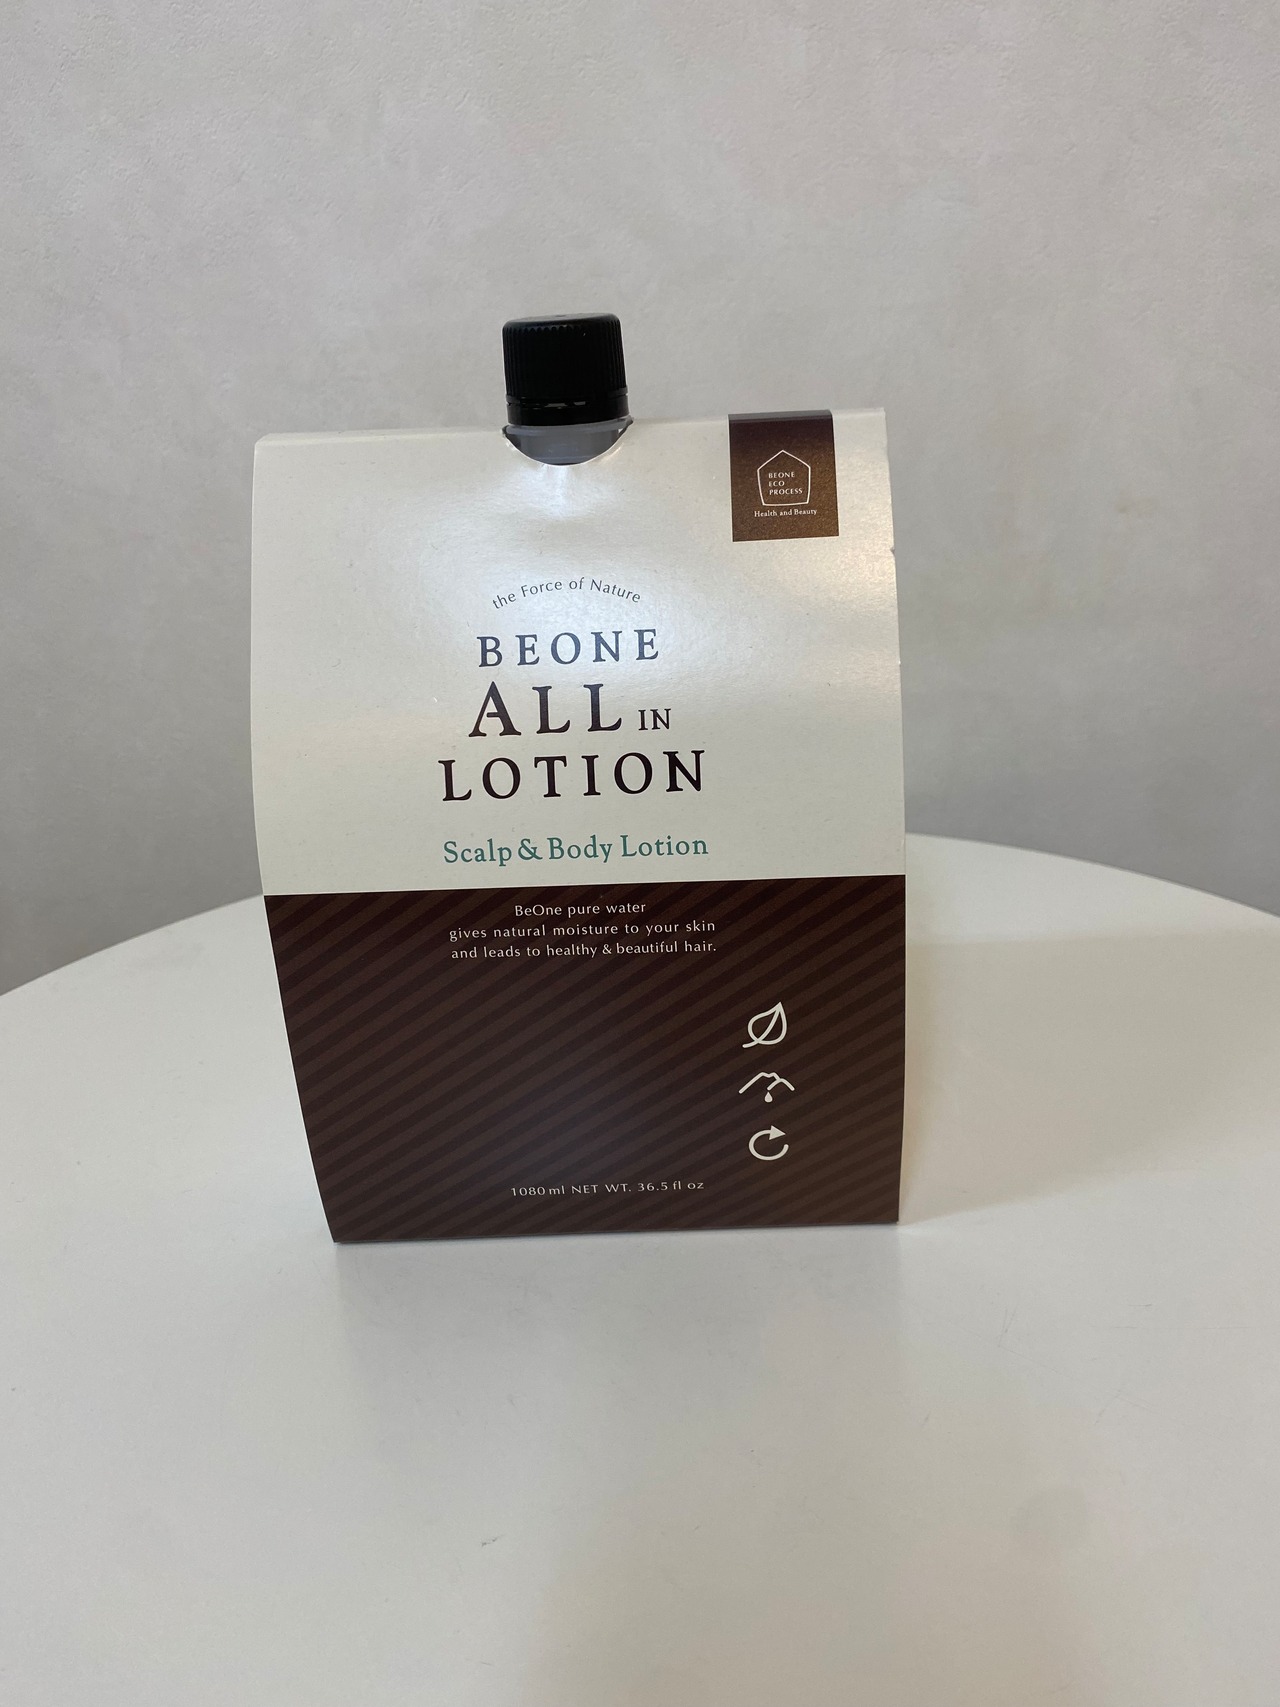 BEONE
ECO
PROCESS
Health and Beauty
the Force of Nature
BEONE
ALL IN
LOTION
Scalp & Body Lotion
BeOne pure water
gives natural moisture to your skin
and leads to healthy & beautiful hair.
1080 ml NET WT. 36.5 fl oz